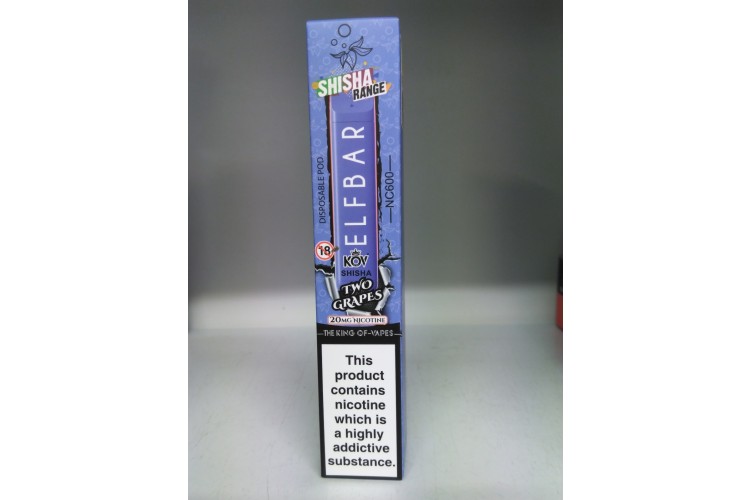 SHISHA
RANGE
DISPOSABLE POD
ELFBAR
NC600
18
KOV
SHISHA
TWO
GRAPES
20MG NICOTINE
THE KING OF VAPES
This
product
contains
nicotine
which is
a highly
addictive
substance.